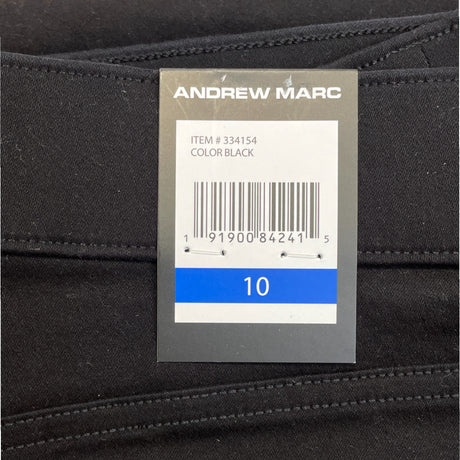 ANDREW MARC
ITEM # 334154
COLOR BLACK
1 91900 84241 5
10